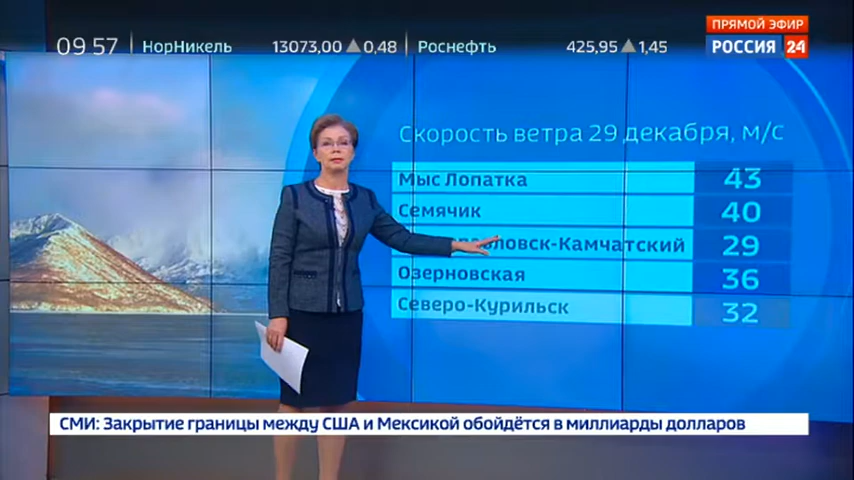 ПРЯМОЙ ЭФИР
09:57 НорНикель 13073,00 ▲ 0,48 Роснефть 425,95 ▲ 1,45
РОССИЯ 24
Скорость ветра 29 декабря, м/с
Мыс Лопатка 43
Семячик 40
ловск-Камчатский 29
Озерновская 36
Северо-Курильск 32
СМИ: Закрытие границы между США и Мексикой обойдётся в миллиарды долларов